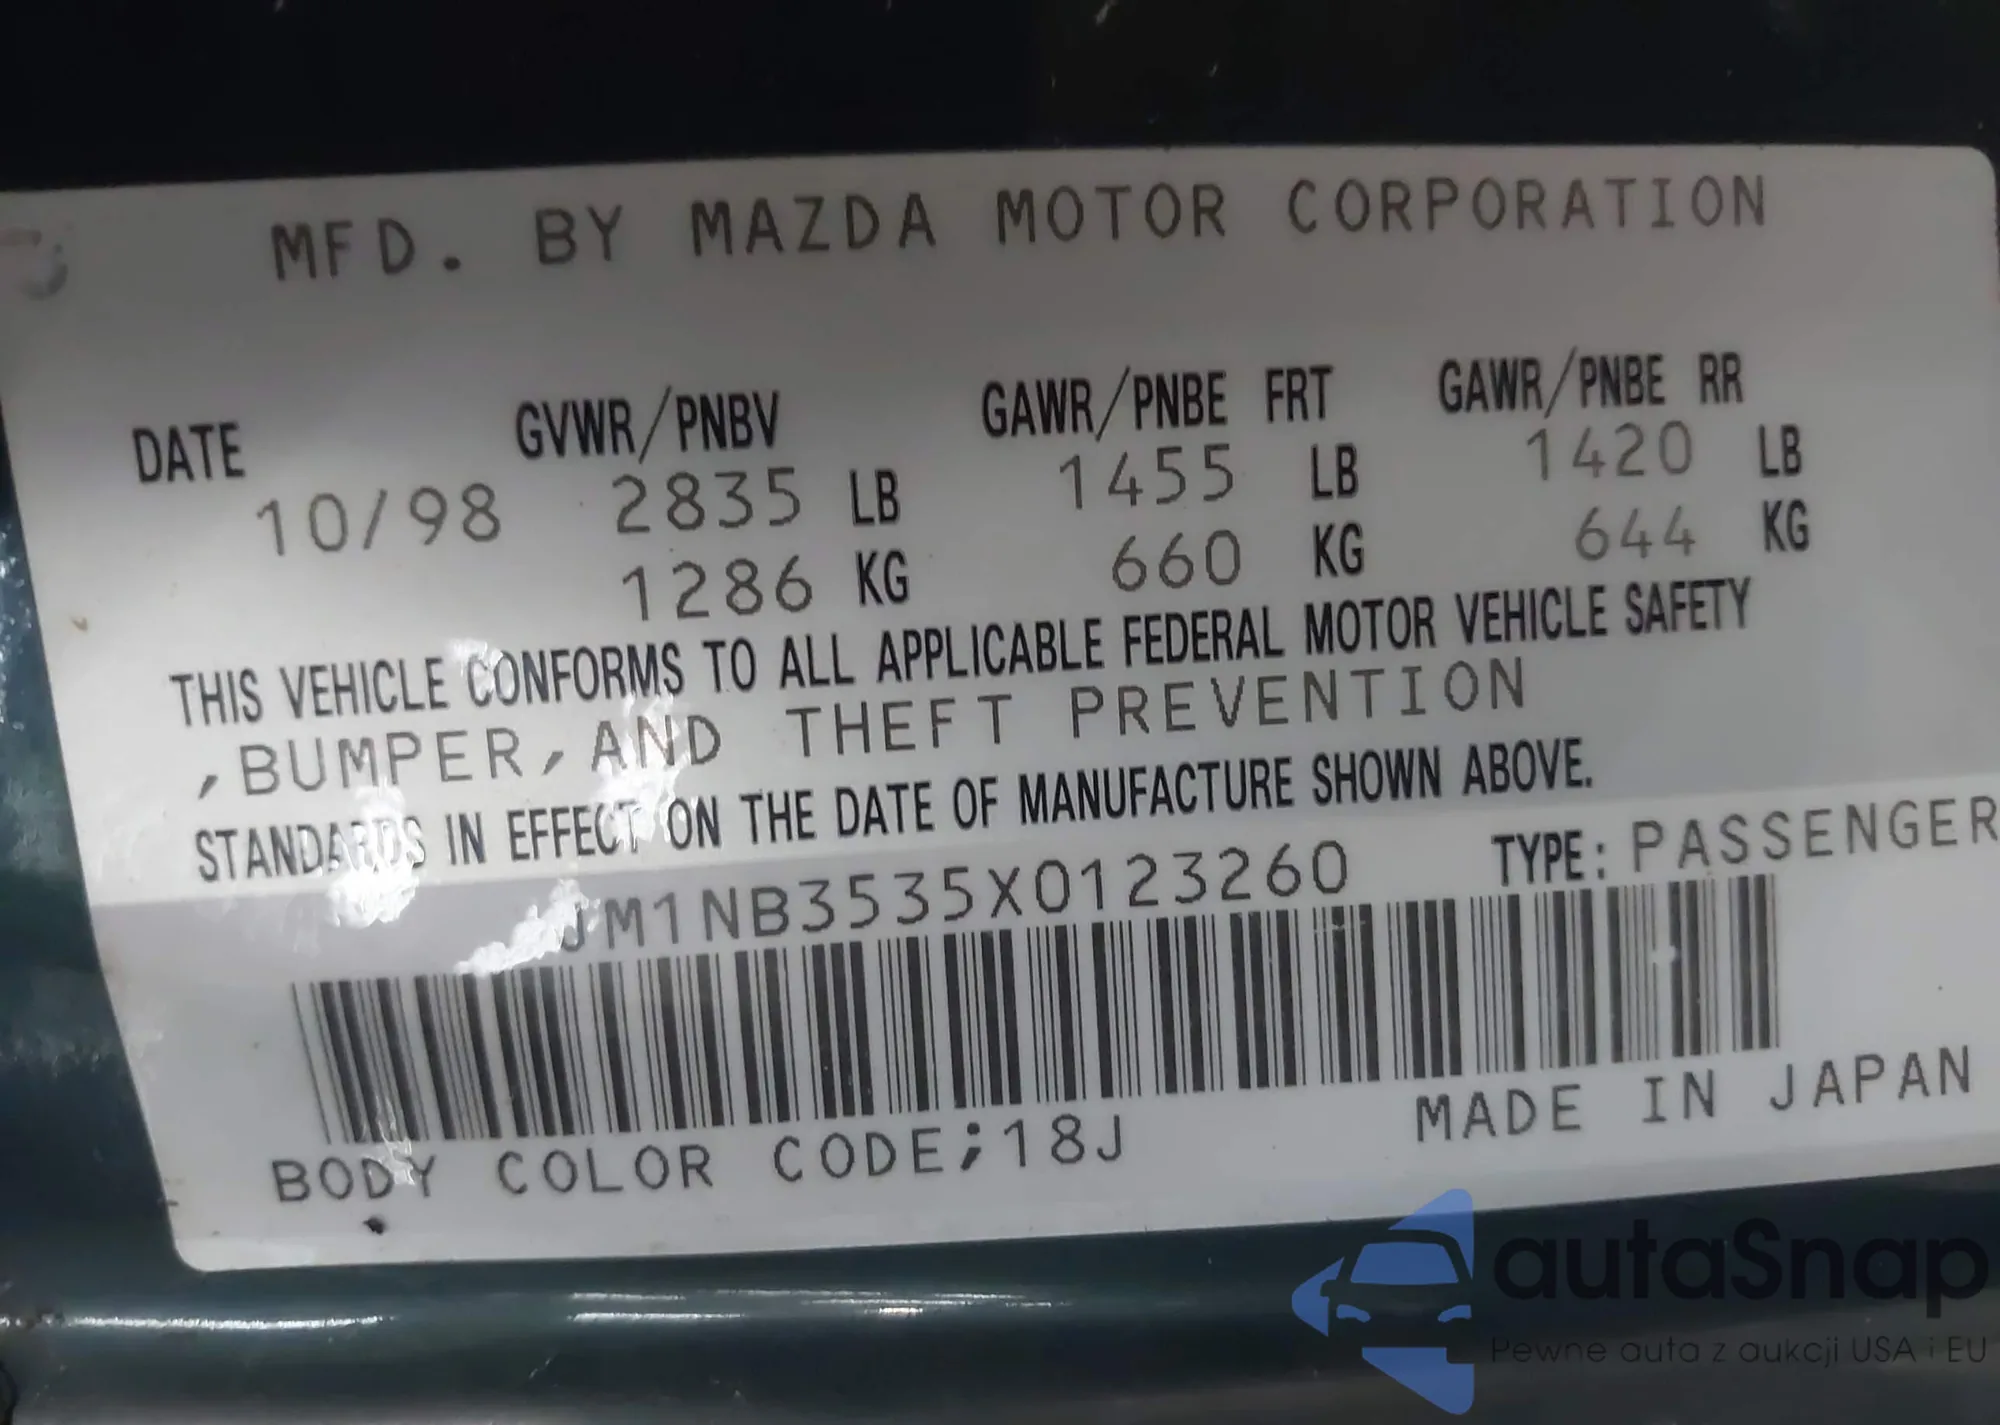 MFD. BY MAZDA MOTOR CORPORATION
DATE GVWR/PNBV GAWR/PNBE FRT GAWR/PNBE RR
10/98 2835 LB 1455 LB 1420 LB
1286 KG 660 KG 644 KG
THIS VEHICLE CONFORMS TO ALL APPLICABLE FEDERAL MOTOR VEHICLE SAFETY
,BUMPER,AND THEFT PREVENTION
STANDARDS IN EFFECT ON THE DATE OF MANUFACTURE SHOWN ABOVE.
JM1NB3535X0123260 TYPE: PASSENGER
BODY COLOR CODE;18J MADE IN JAPAN
autaSnap
Pewne auta z aukcji USA i EU